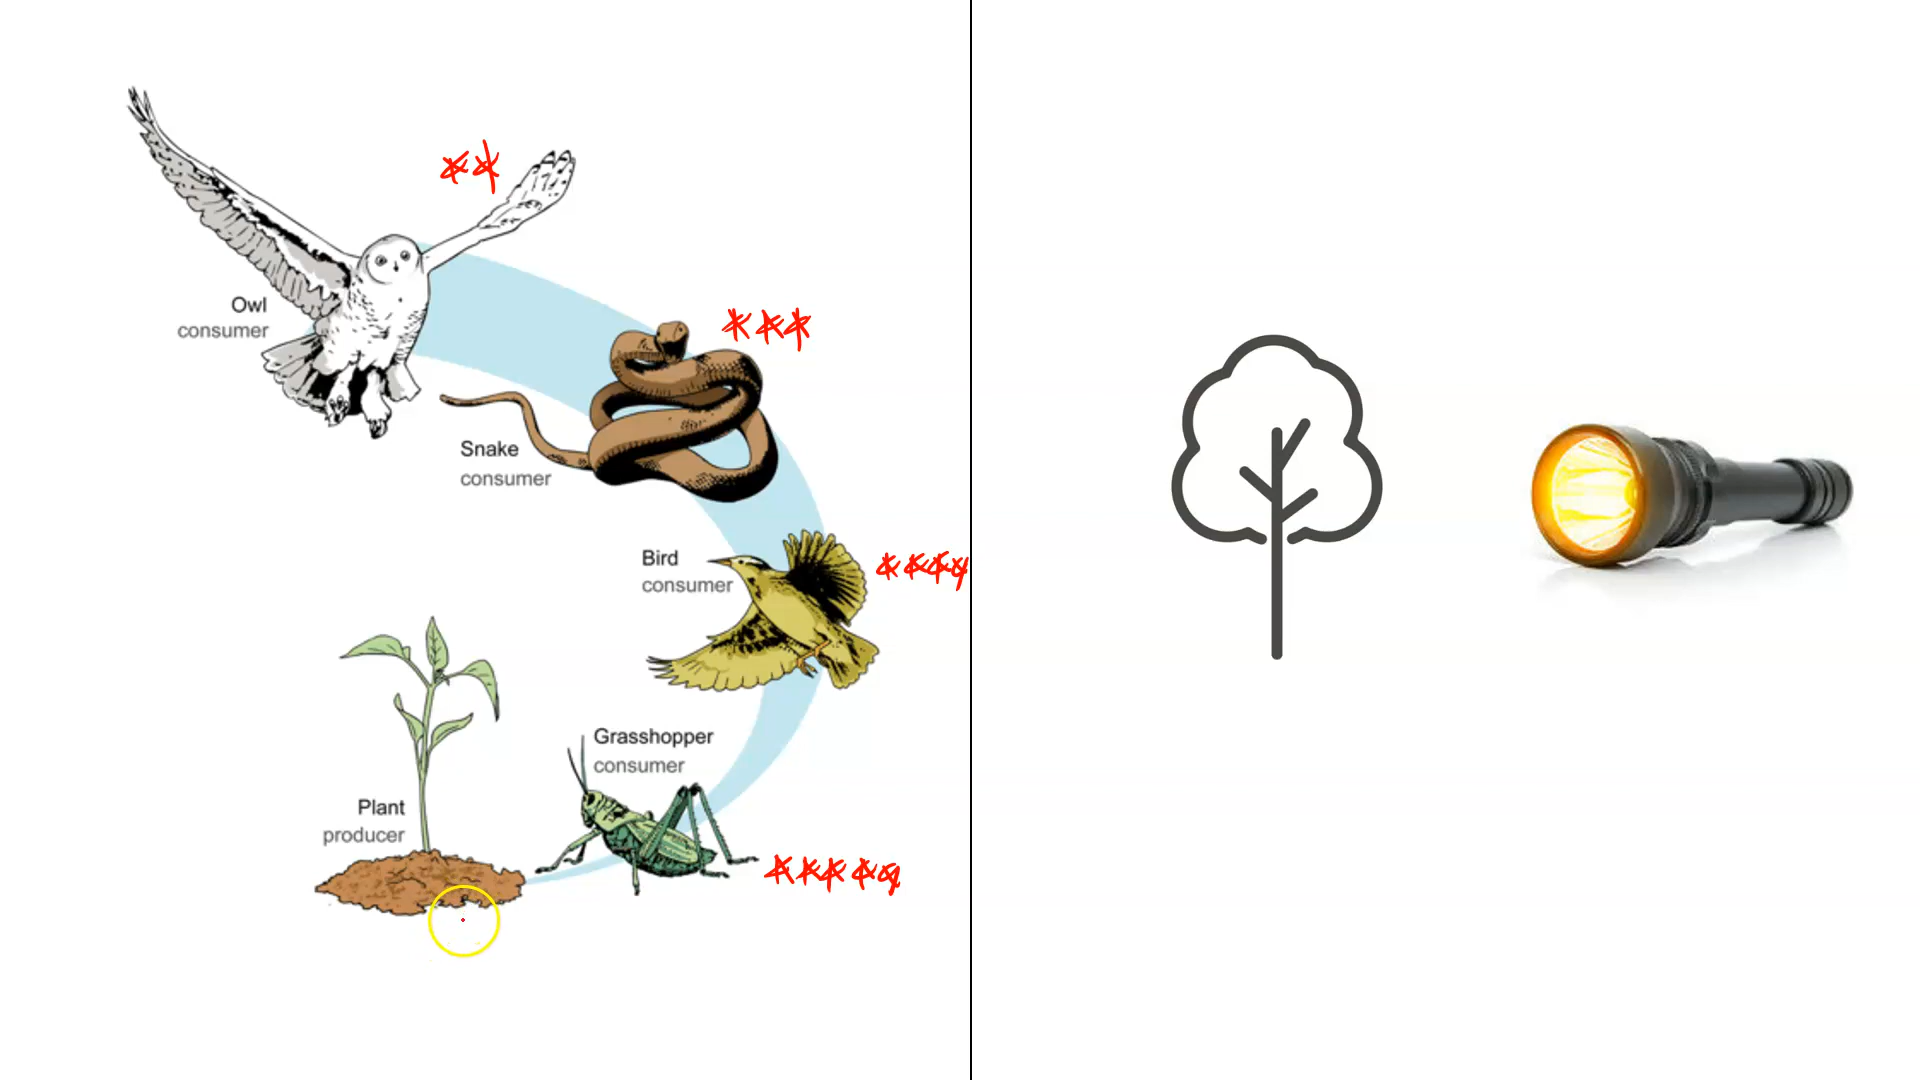 **
Owl
consumer
***
Snake
consumer
****
Bird
consumer
Grasshopper
consumer
*****
Plant
producer